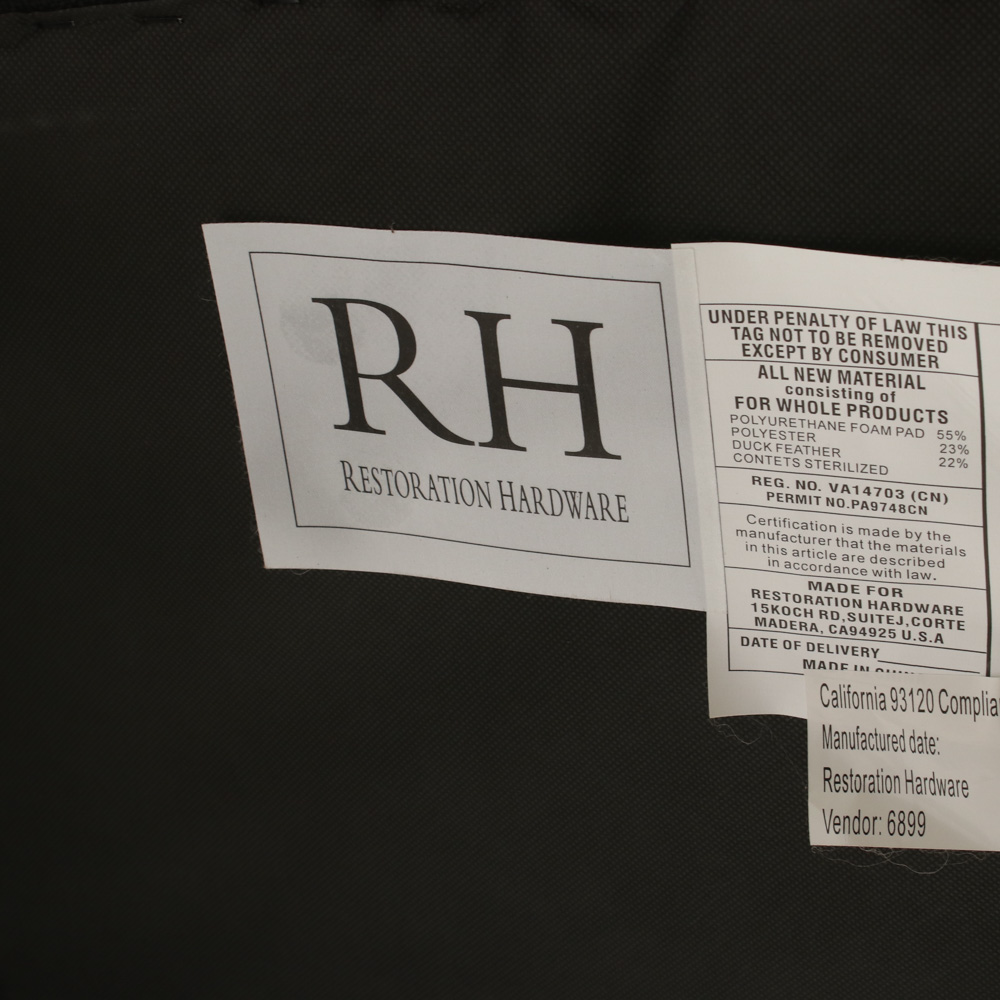 RH
RESTORATION HARDWARE
UNDER PENALTY OF LAW THIS
TAG NOT TO BE REMOVED
EXCEPT BY CONSUMER
ALL NEW MATERIAL
consisting of
FOR WHOLE PRODUCTS
POLYURETHANE FOAM PAD 55%
POLYESTER 23%
DUCK FEATHER 22%
CONTETS STERILIZED
REG. NO. VA14703 (CN)
PERMIT NO.PA9748CN
Certification is made by the
manufacturer that the materials
in this article are described
in accordance with law.
MADE FOR
RESTORATION HARDWARE
15KOCH RD,SUITEJ,CORTE
MADERA, CA94925 U.S.A
DATE OF DELIVERY
MADE IN
California 93120
Manufactured date:
Restoration Hardware
Vendor: 6899